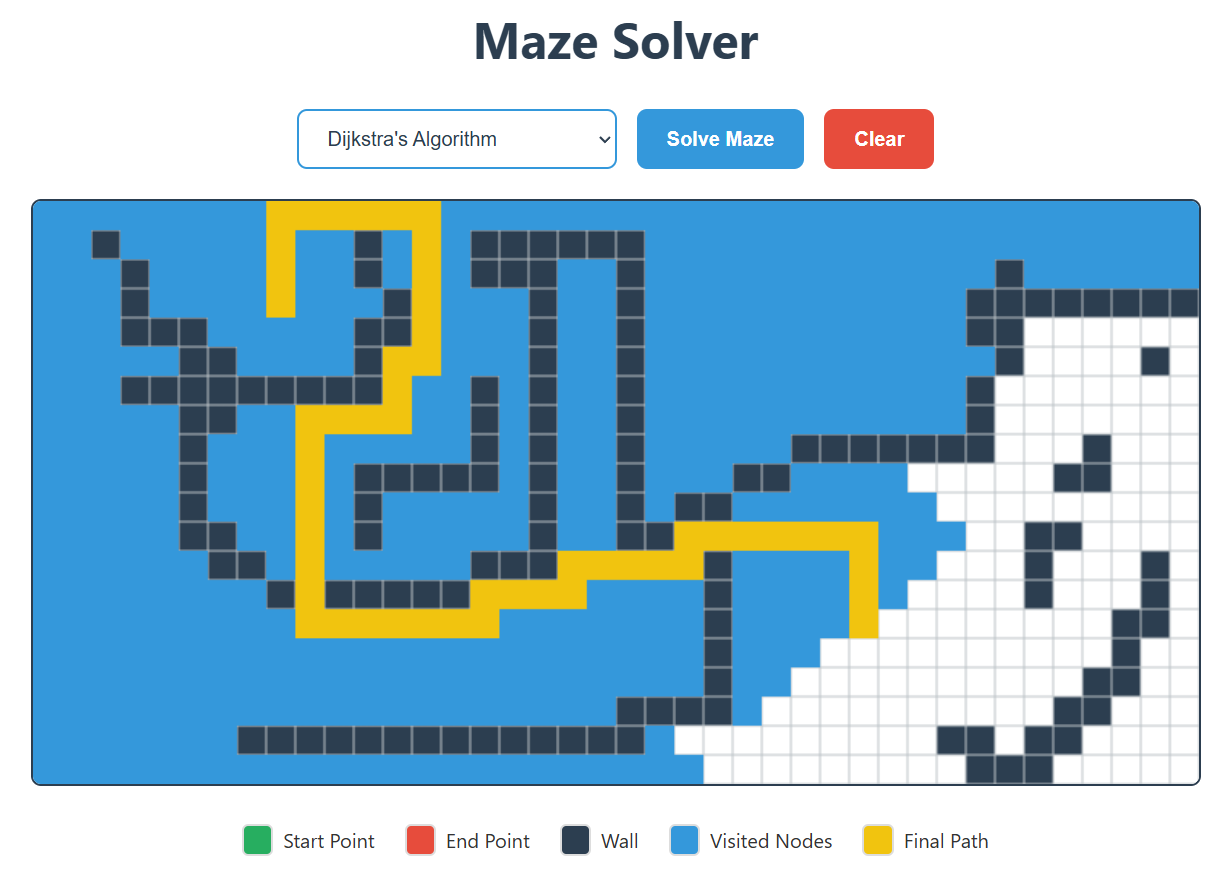 Maze Solver
Dijkstra's Algorithm
Solve Maze
Clear
Start Point
End Point
Wall
Visited Nodes
Final Path